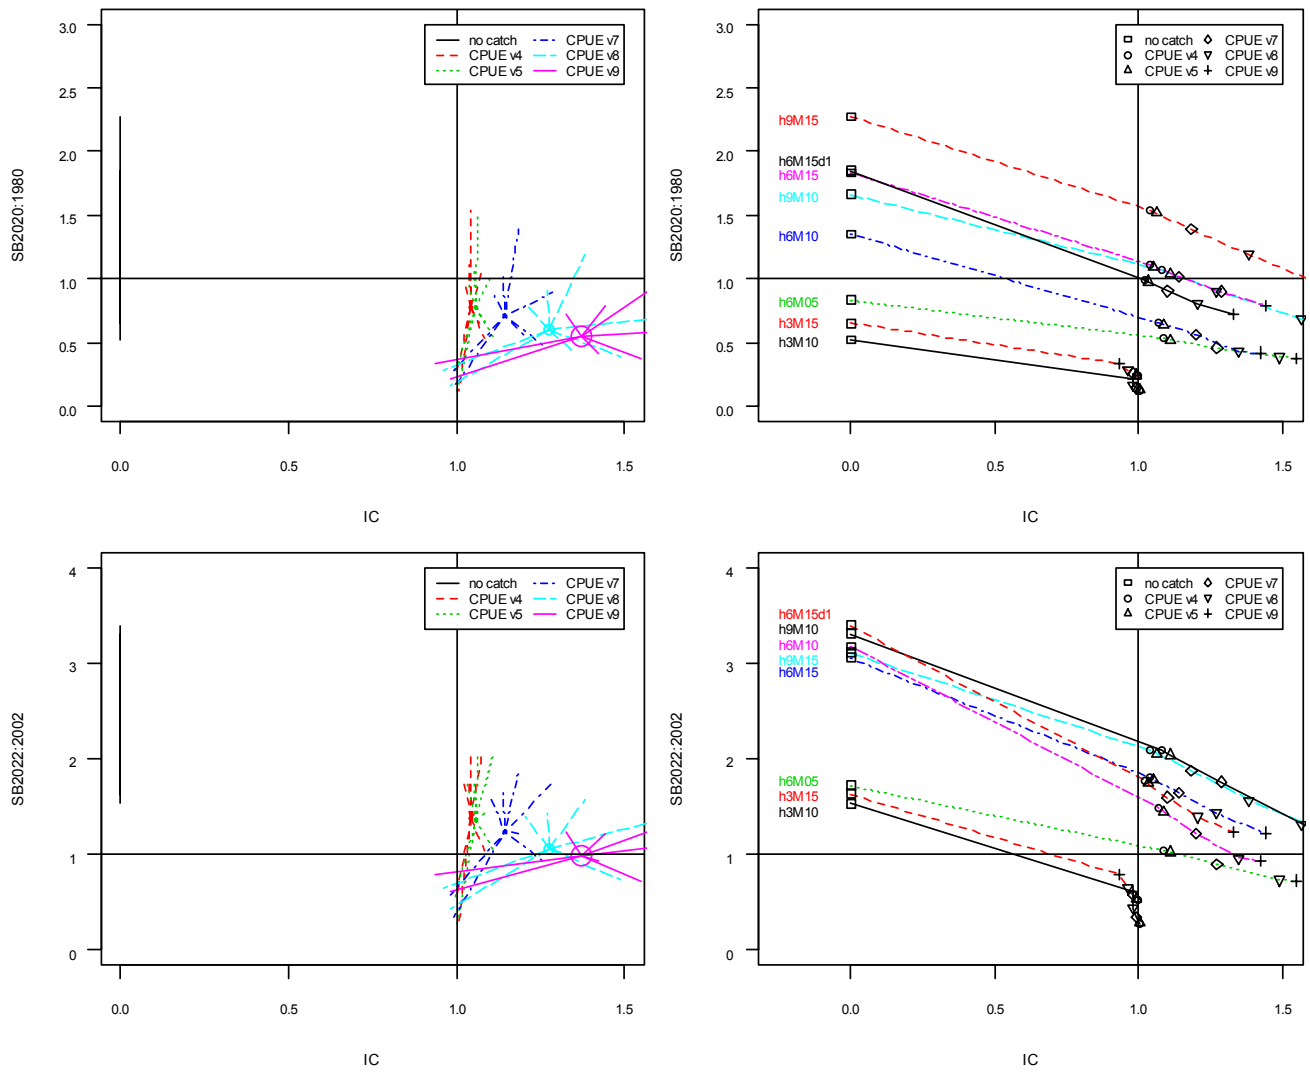 3.0
2.5
2.0
1.5
1.0
0.5
0.0
SB2020:1980
no catch
CPUE v4
CPUE v5
CPUE v7
CPUE v8
CPUE v9
0.0
0.5
1.0
1.5
IC
3.0
2.5
2.0
1.5
1.0
0.5
0.0
SB2020:1980
h9M15
h6M15d1
h6M15
h9M10
h6M10
h6M05
h3M15
h3M10
no catch
CPUE v4
CPUE v5
CPUE v7
CPUE v8
CPUE v9
0.0
0.5
1.0
1.5
IC
4
3
2
1
0
SB2022:2002
no catch
CPUE v4
CPUE v5
CPUE v7
CPUE v8
CPUE v9
0.0
0.5
1.0
1.5
IC
4
3
2
1
0
SB2022:2002
h6M15d1
h9M10
h6M10
h9M15
h6M15
h6M05
h3M15
h3M10
no catch
CPUE v4
CPUE v5
CPUE v7
CPUE v8
CPUE v9
0.0
0.5
1.0
1.5
IC